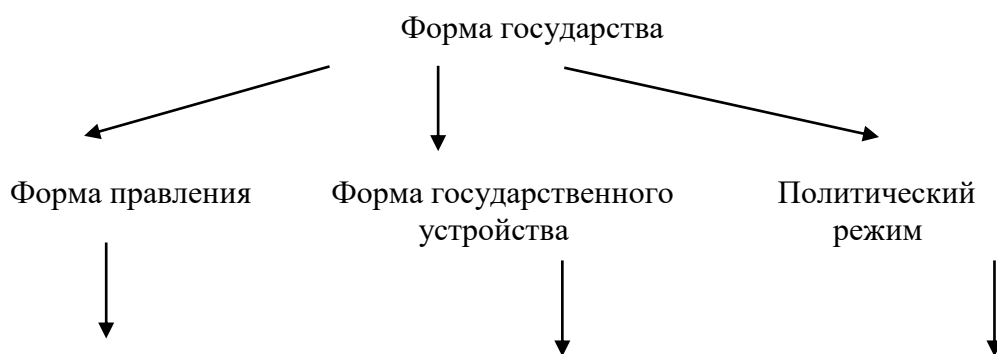 Форма государства
Форма правления
Форма государственного
устройства
Политический
режим